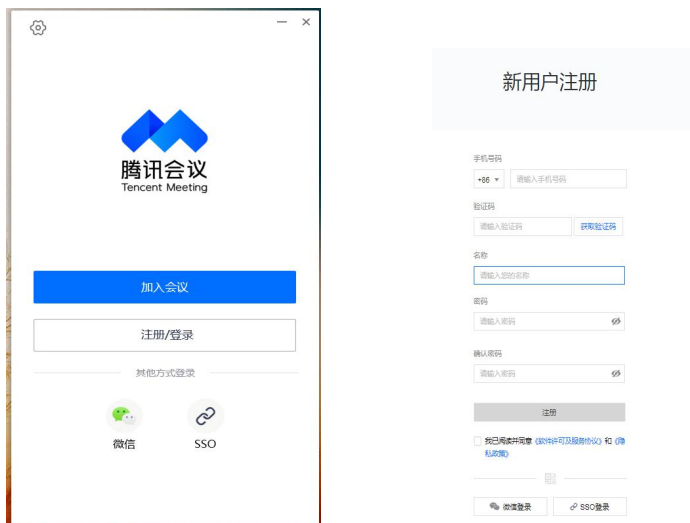 腾讯会议
Tencent Meeting
加入会议
注册/登录
其他方式登录
微信
SSO
新用户注册
手机号码
+86
请输入手机号码
验证码
请输入验证码
获取验证码
名称
请输入您的名称
密码
请输入密码
确认密码
请输入密码
注册
我已阅读并同意《软件许可及服务协议》和《隐
私政策》
微信登录
SSO登录